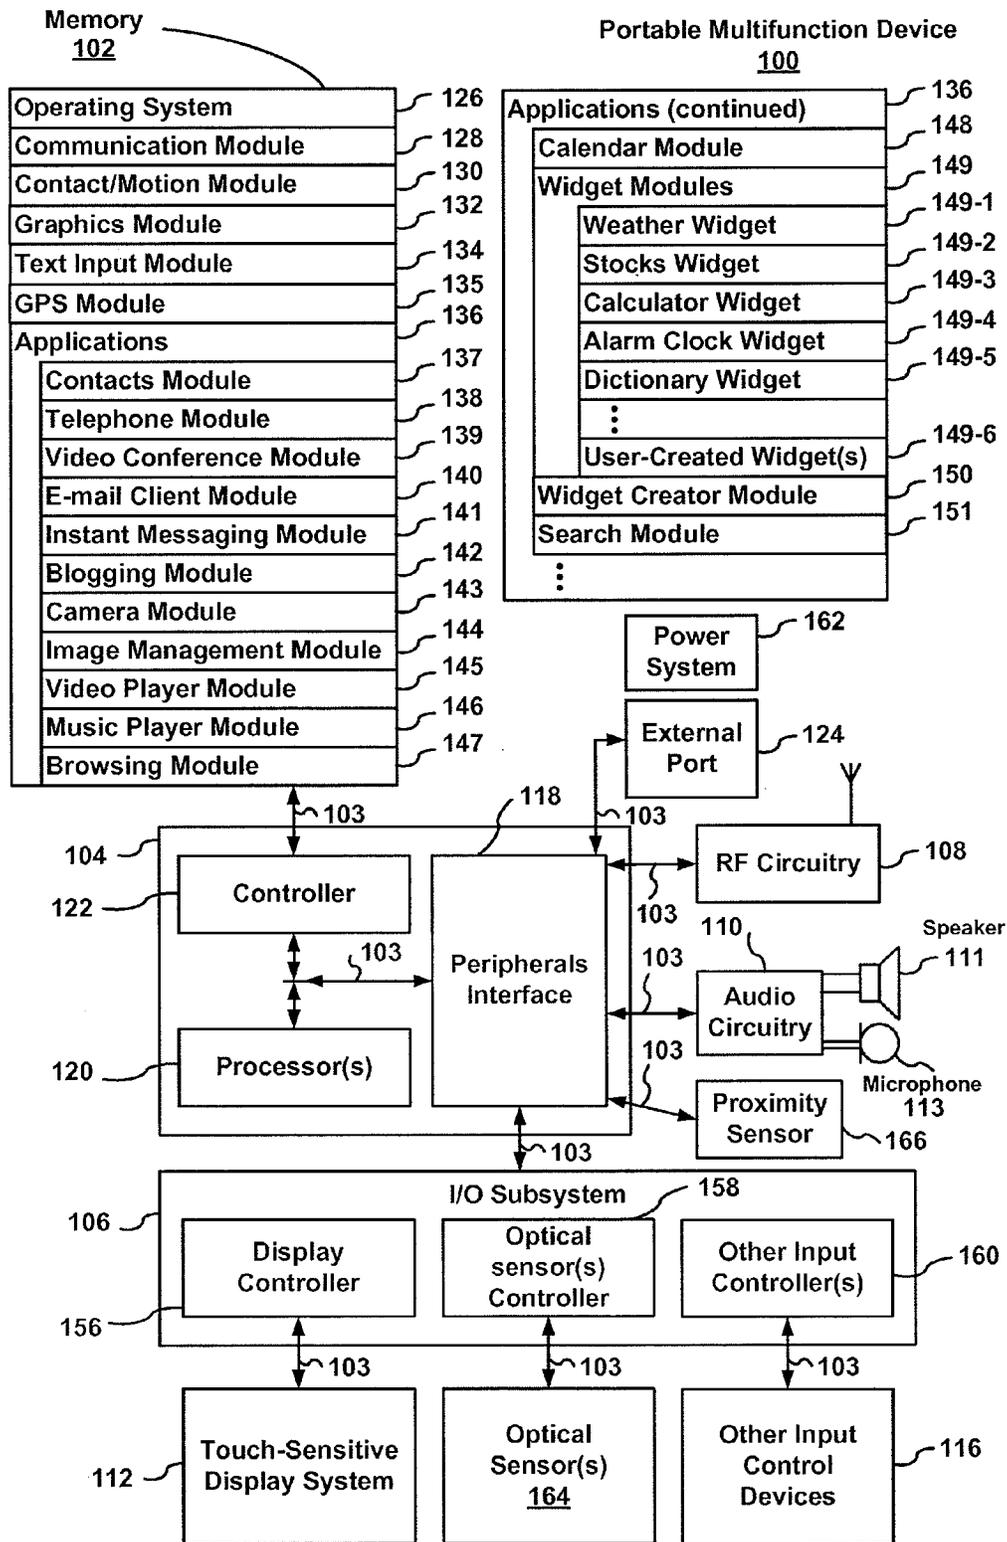 Memory
102
Portable Multifunction Device
100
Operating System 126
Communication Module 128
Contact/Motion Module 130
Graphics Module 132
Text Input Module 134
GPS Module 135
Applications 136
Contacts Module 137
Telephone Module 138
Video Conference Module 139
E-mail Client Module 140
Instant Messaging Module 141
Blogging Module 142
Camera Module 143
Image Management Module 144
Video Player Module 145
Music Player Module 146
Browsing Module 147
Applications (continued) 136
Calendar Module 148
Widget Modules 149
Weather Widget 149-1
Stocks Widget 149-2
Calculator Widget 149-3
Alarm Clock Widget 149-4
Dictionary Widget 149-5
User-Created Widget(s) 149-6
Widget Creator Module 150
Search Module 151
Power
System
162
External
Port
124
103
103
118
104
Controller
122
RF Circuitry
108
103
103
Peripherals
Interface
110
Speaker
111
103
Audio
Circuitry
Processor(s)
120
103
Microphone
113
Proximity
Sensor
166
103
I/O Subsystem
106
158
Display
Controller
156
Optical
sensor(s)
Controller
Other Input
Controller(s)
160
103
103
103
Touch-Sensitive
Display System
112
Optical
Sensor(s)
164
Other Input
Control
Devices
116